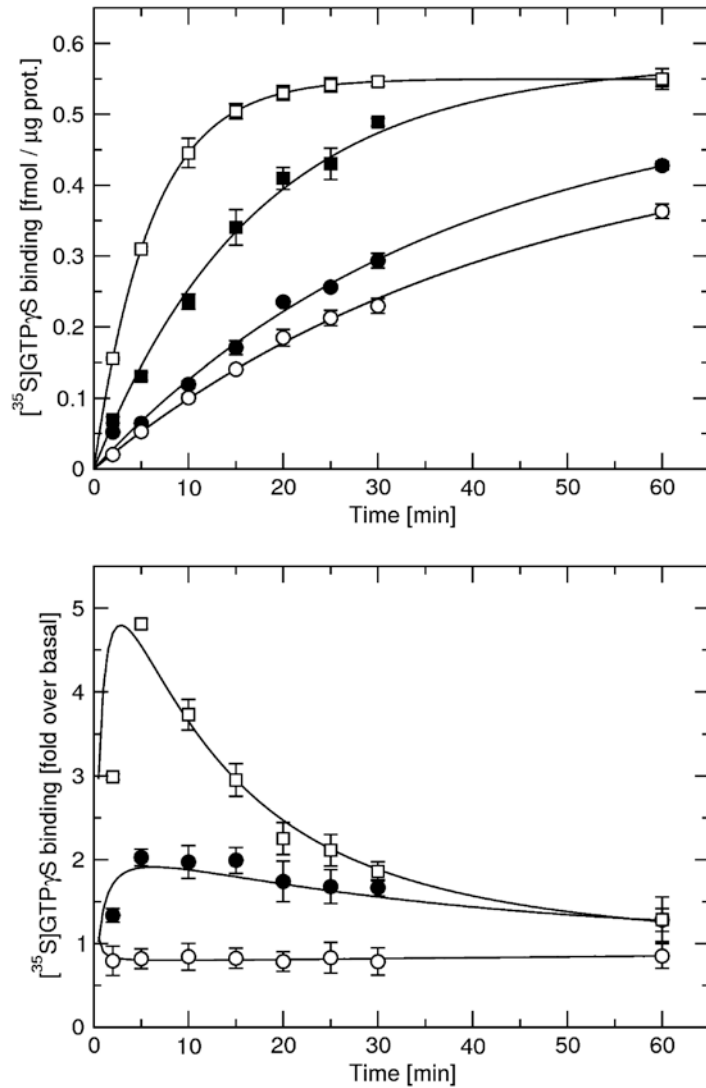 0.6
0.5
0.4
0.3
0.2
0.1
0
[³⁵S]GTPγS binding [fmol / μg prot.]
0 10 20 30 40 50 60
Time [min]
5
4
3
2
1
0
[³⁵S]GTPγS binding [fold over basal]
0 10 20 30 40 50 60
Time [min]